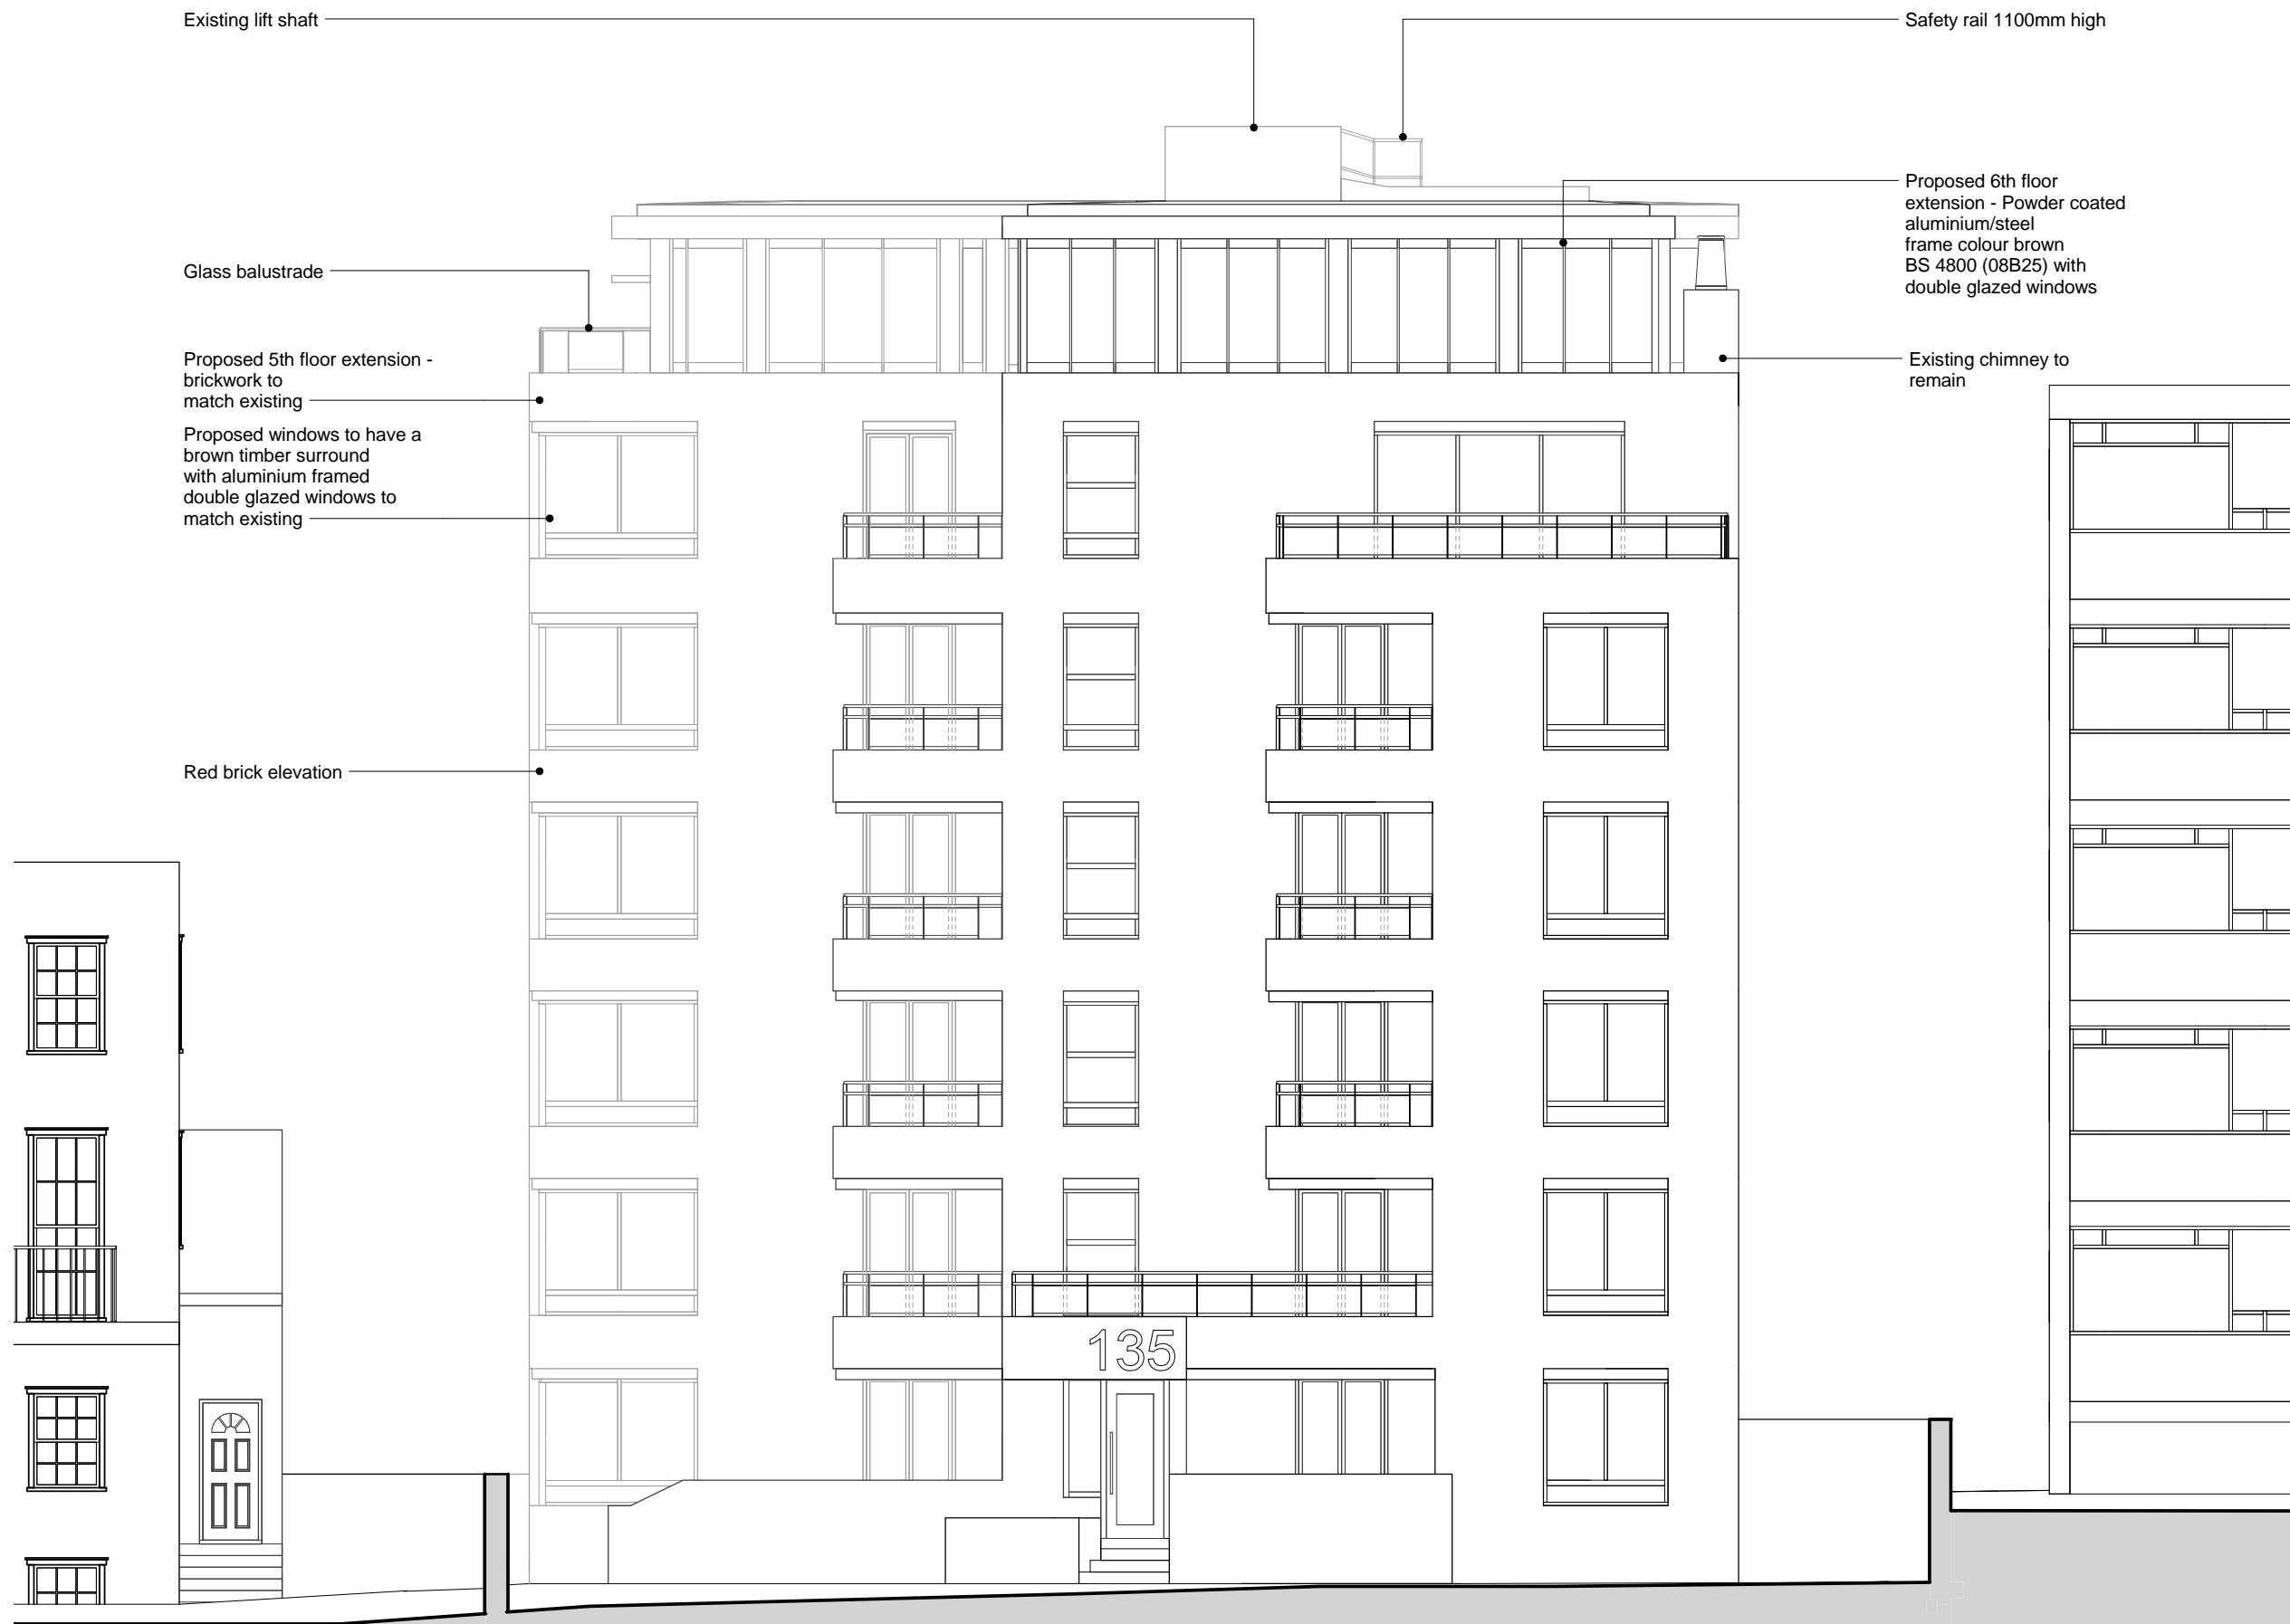 Existing lift shaft
Safety rail 1100mm high
Proposed 6th floor
extension - Powder coated
aluminium/steel
frame colour brown
BS 4800 (08B25) with
double glazed windows
Glass balustrade
Proposed 5th floor extension -
brickwork to
match existing
Existing chimney to
remain
Proposed windows to have a
brown timber surround
with aluminium framed
double glazed windows to
match existing
Red brick elevation
135